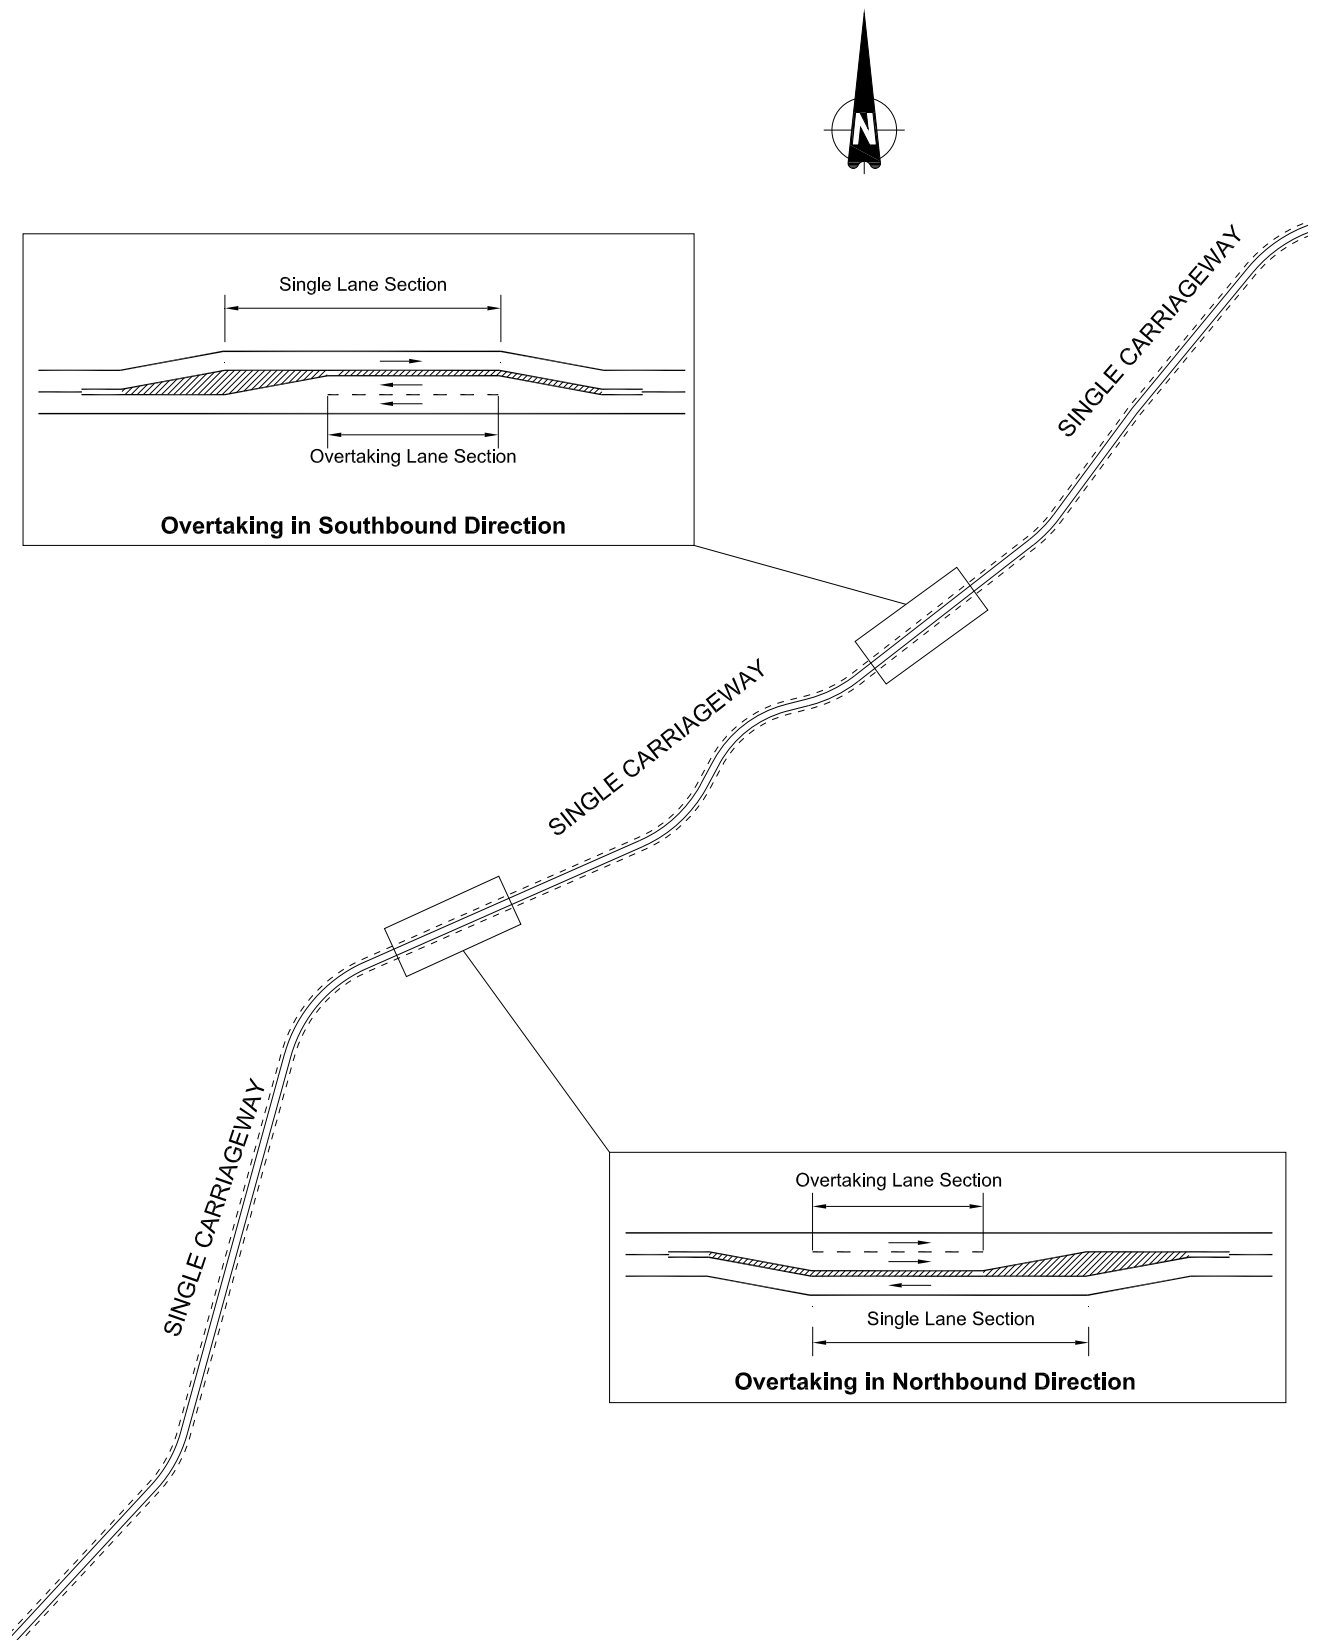 N
SINGLE CARRIAGEWAY
Single Lane Section
Overtaking Lane Section
Overtaking in Southbound Direction
SINGLE CARRIAGEWAY
SINGLE CARRIAGEWAY
Overtaking Lane Section
Single Lane Section
Overtaking in Northbound Direction